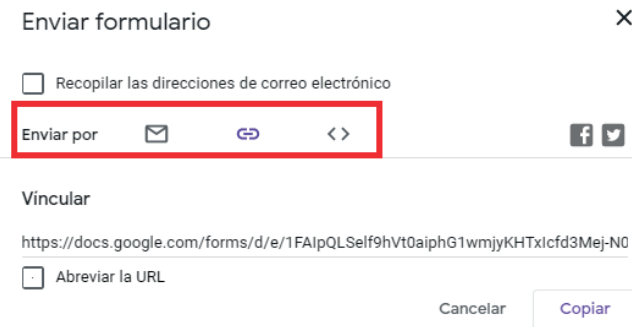 Enviar formulario
Recopilar las direcciones de correo electrónico
Enviar por
Vincular
https://docs.google.com/forms/d/e/1FAIpQLSelf9hVt0aiphG1wmjyKHTxIcfd3Mej-N0
Abreviar la URL
Cancelar Copiar